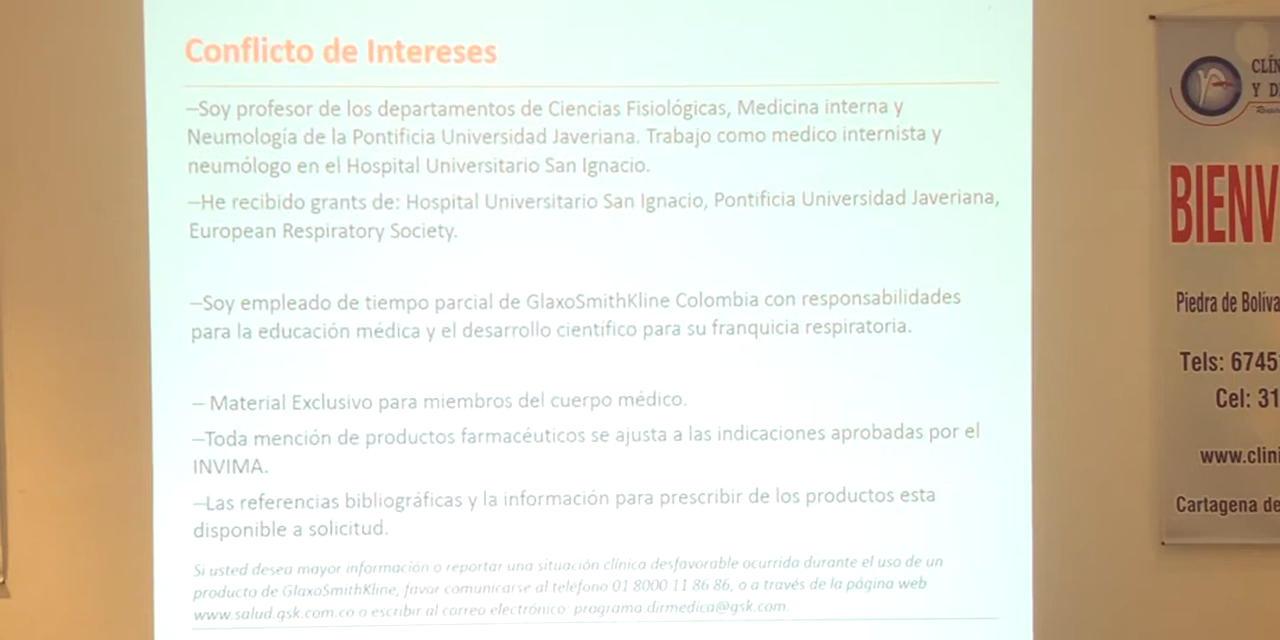 Conflicto de Intereses
–Soy profesor de los departamentos de Ciencias Fisiológicas, Medicina interna y
Neumología de la Pontificia Universidad Javeriana. Trabajo como medico internista y
neumólogo en el Hospital Universitario San Ignacio.
–He recibido grants de: Hospital Universitario San Ignacio, Pontificia Universidad Javeriana,
European Respiratory Society.
–Soy empleado de tiempo parcial de GlaxoSmithKline Colombia con responsabilidades
para la educación médica y el desarrollo científico para su franquicia respiratoria.
– Material Exclusivo para miembros del cuerpo médico.
–Toda mención de productos farmacéuticos se ajusta a las indicaciones aprobadas por el
INVIMA.
–Las referencias bibliográficas y la información para prescribir de los productos esta
disponible a solicitud.
Si usted desea mayor información o reportar una situación clínica desfavorable ocurrida durante el uso de un
producto de GlaxoSmithKline, favor comunicarse al teléfono 01 8000 11 86 86, o a través de la página web
www.salud.gsk.com.co o escribir al correo electrónico: programa.dirmedica@gsk.com.
CLÍN
Y D
BIENV
Piedra de Bolíva
Tels: 6745
Cel: 31
www.clini
Cartagena de